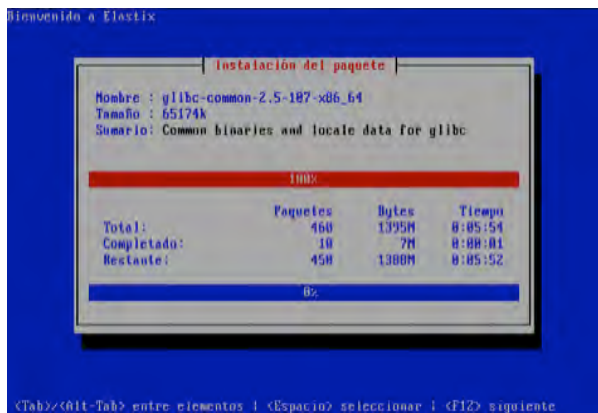 Bienvenido a Elastix
Instalación del paquete
Nombre : glibc-common-2.5-107-x86_64
Tamaño : 65174k
Sumario: Common binaries and locale data for glibc
100%
Paquetes Bytes Tiempo
Total: 460 1395M 0:05:54
Completado: 10 7M 0:00:01
Restante: 450 1388M 0:05:52
0%
<Tab>/<Alt-Tab> entre elementos | <Espacio> seleccionar | <F12> siguiente